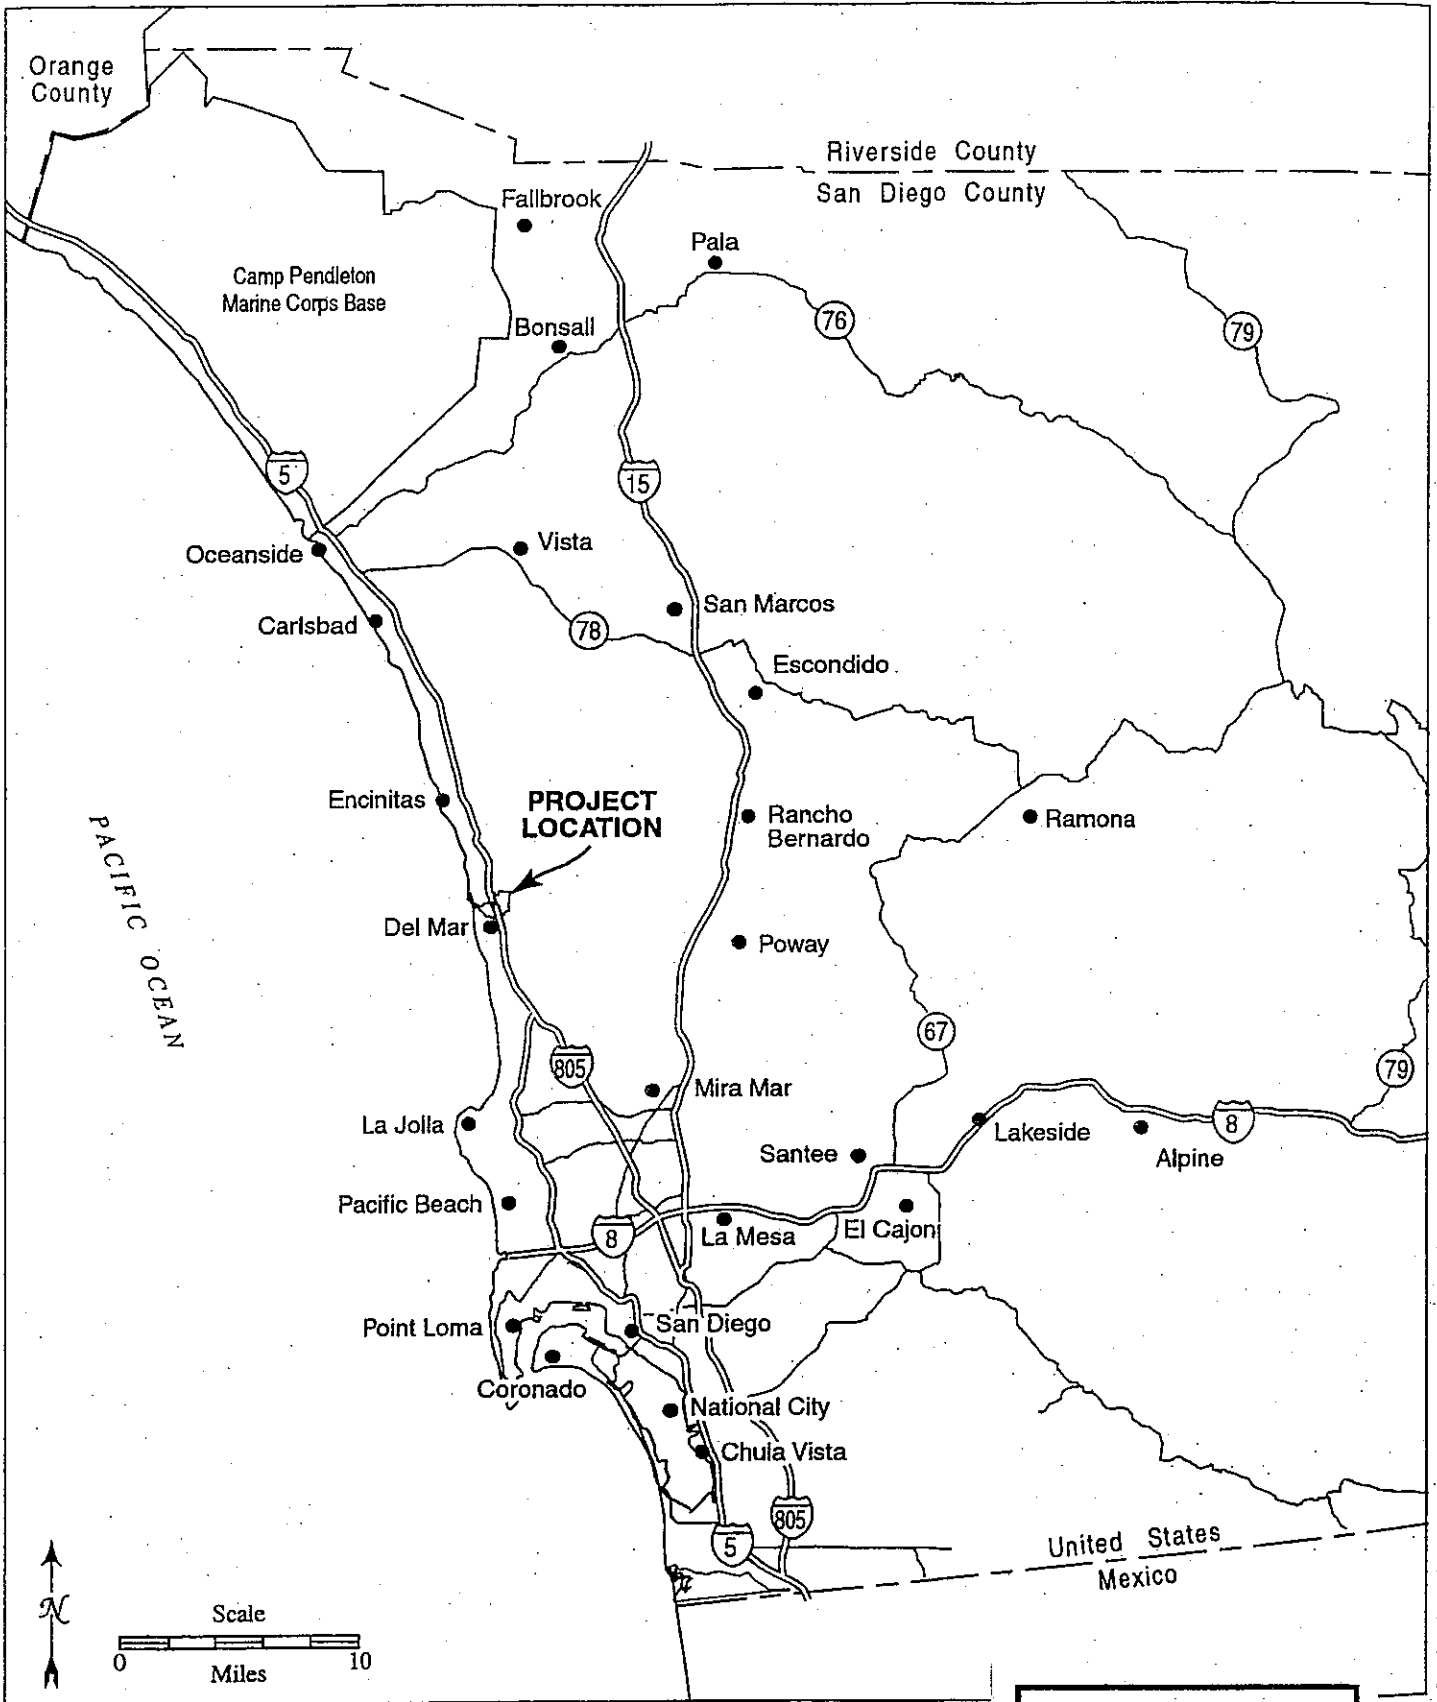 Orange
County
Riverside County
San Diego County
Fallbrook
Pala
Camp Pendleton
Marine Corps Base
Bonsall
76
79
5
15
Oceanside
Vista
San Marcos
Carlsbad
78
Escondido
Encinitas
PROJECT
LOCATION
Rancho
Bernardo
Ramona
PACIFIC OCEAN
Del Mar
Poway
67
805
79
Mira Mar
La Jolla
Lakeside
8
Santee
Alpine
Pacific Beach
8
La Mesa
El Cajon
Point Loma
San Diego
Coronado
National City
Chula Vista
805
5
United States
Mexico
N
Scale
0
10
Miles